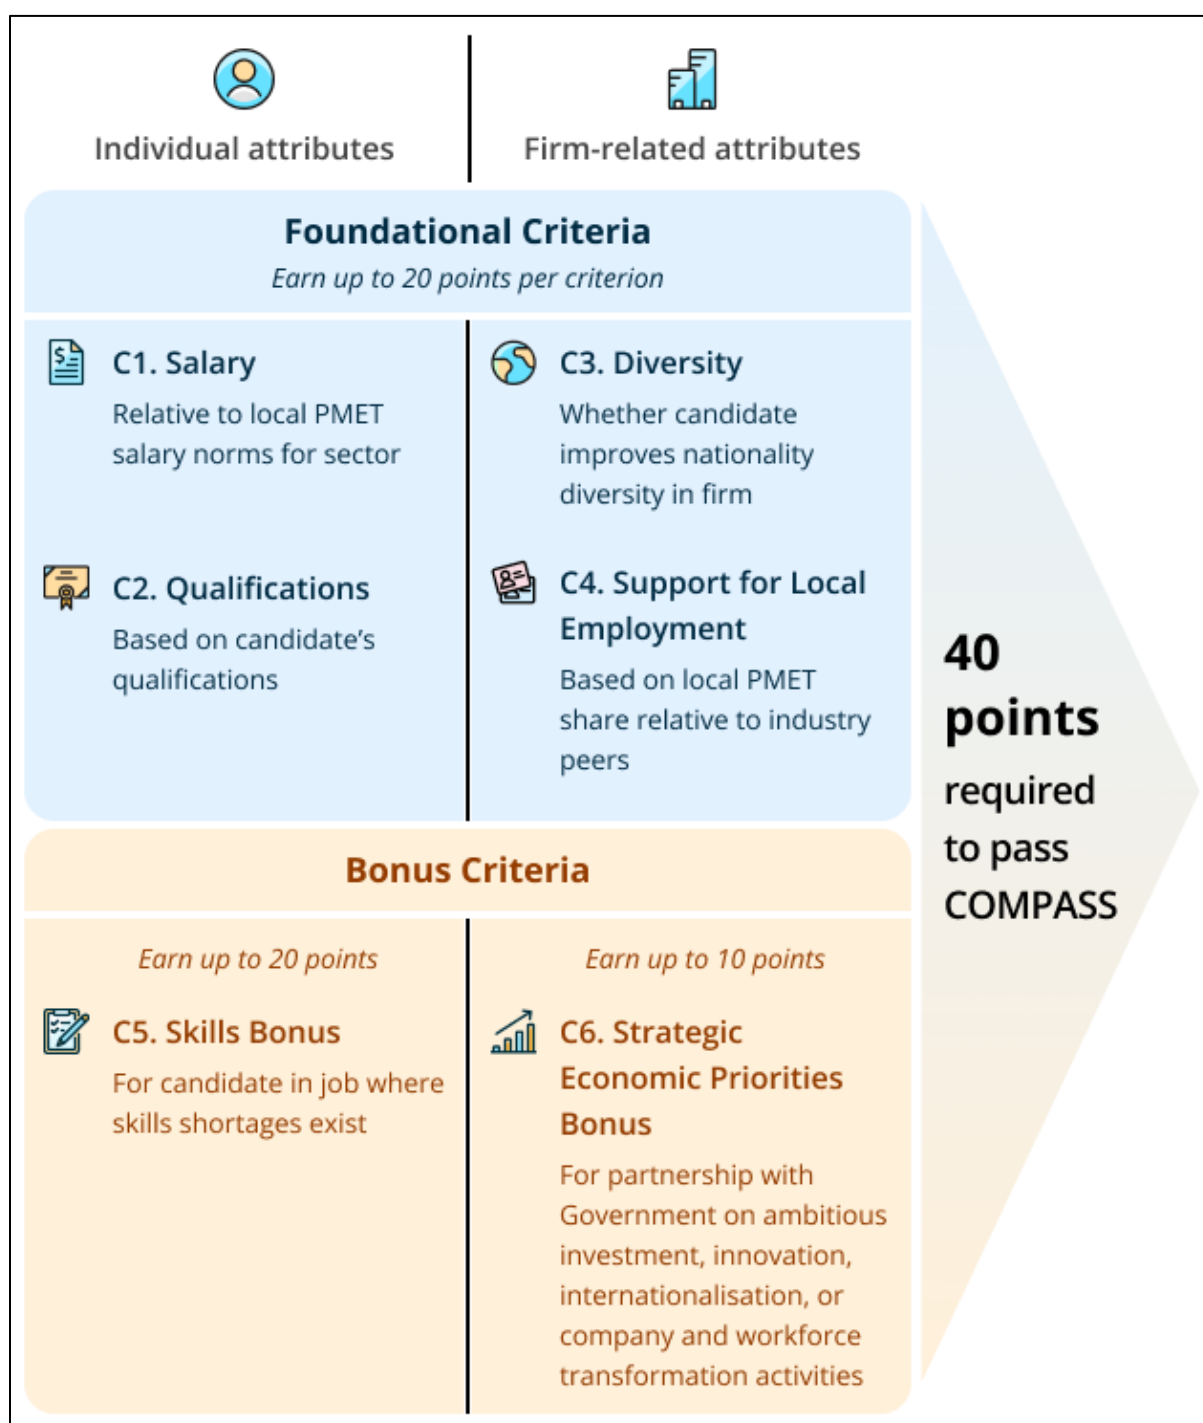 Individual attributes
Firm-related attributes
Foundational Criteria
Earn up to 20 points per criterion
C1. Salary
Relative to local PMET
salary norms for sector
C3. Diversity
Whether candidate
improves nationality
diversity in firm
C2. Qualifications
Based on candidate’s
qualifications
C4. Support for Local
Employment
Based on local PMET
share relative to industry
peers
Bonus Criteria
Earn up to 20 points
C5. Skills Bonus
For candidate in job where
skills shortages exist
Earn up to 10 points
C6. Strategic
Economic Priorities
Bonus
For partnership with
Government on ambitious
investment, innovation,
internationalisation, or
company and workforce
transformation activities
40
points
required
to pass
COMPASS